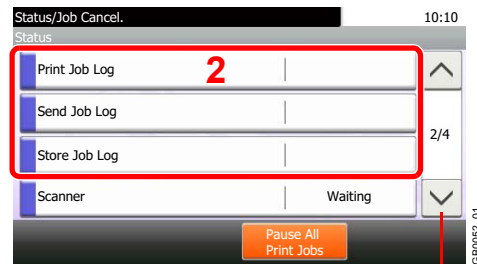 Status/Job Cancel. 10:10
Status
Print Job Log 2
Send Job Log
2/4
Store Job Log
Scanner Waiting
Pause All
Print Jobs
GB0052_01